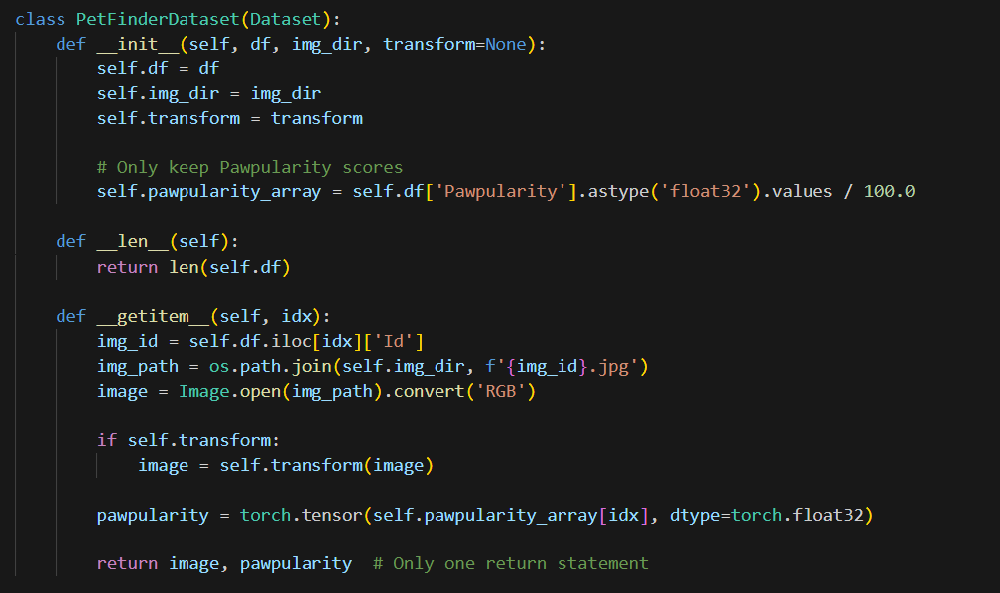 class PetFinderDataset(Dataset):
    def __init__(self, df, img_dir, transform=None):
        self.df = df
        self.img_dir = img_dir
        self.transform = transform

        # Only keep Pawpularity scores
        self.pawpularity_array = self.df['Pawpularity'].astype('float32').values / 100.0

    def __len__(self):
        return len(self.df)

    def __getitem__(self, idx):
        img_id = self.df.iloc[idx]['Id']
        img_path = os.path.join(self.img_dir, f'{img_id}.jpg')
        image = Image.open(img_path).convert('RGB')

        if self.transform:
            image = self.transform(image)

        pawpularity = torch.tensor(self.pawpularity_array[idx], dtype=torch.float32)

        return image, pawpularity  # Only one return statement